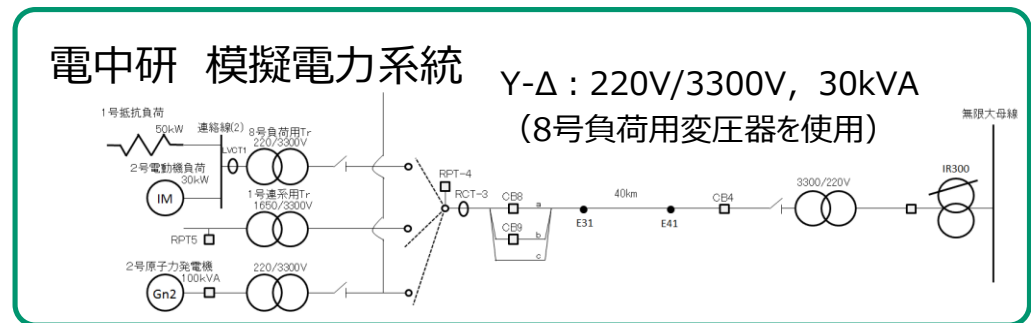 電中研 模擬電力系統
Y-Δ：220V/3300V, 30kVA
（8号負荷用変圧器を使用）
1号抵抗負荷
50kW
連絡線(2)
8号負荷用Tr
220/3300V
LVCT1
2号電動機負荷
30kW
IM
1号連系用Tr
1650/3300V
RPT5
2号原子力発電機
100kVA
220/3300V
Gn2
RPT-4
RCT-3
CB8
a
CB9
b
c
E31
40km
E41
CB4
3300/220V
IR300
無限大母線